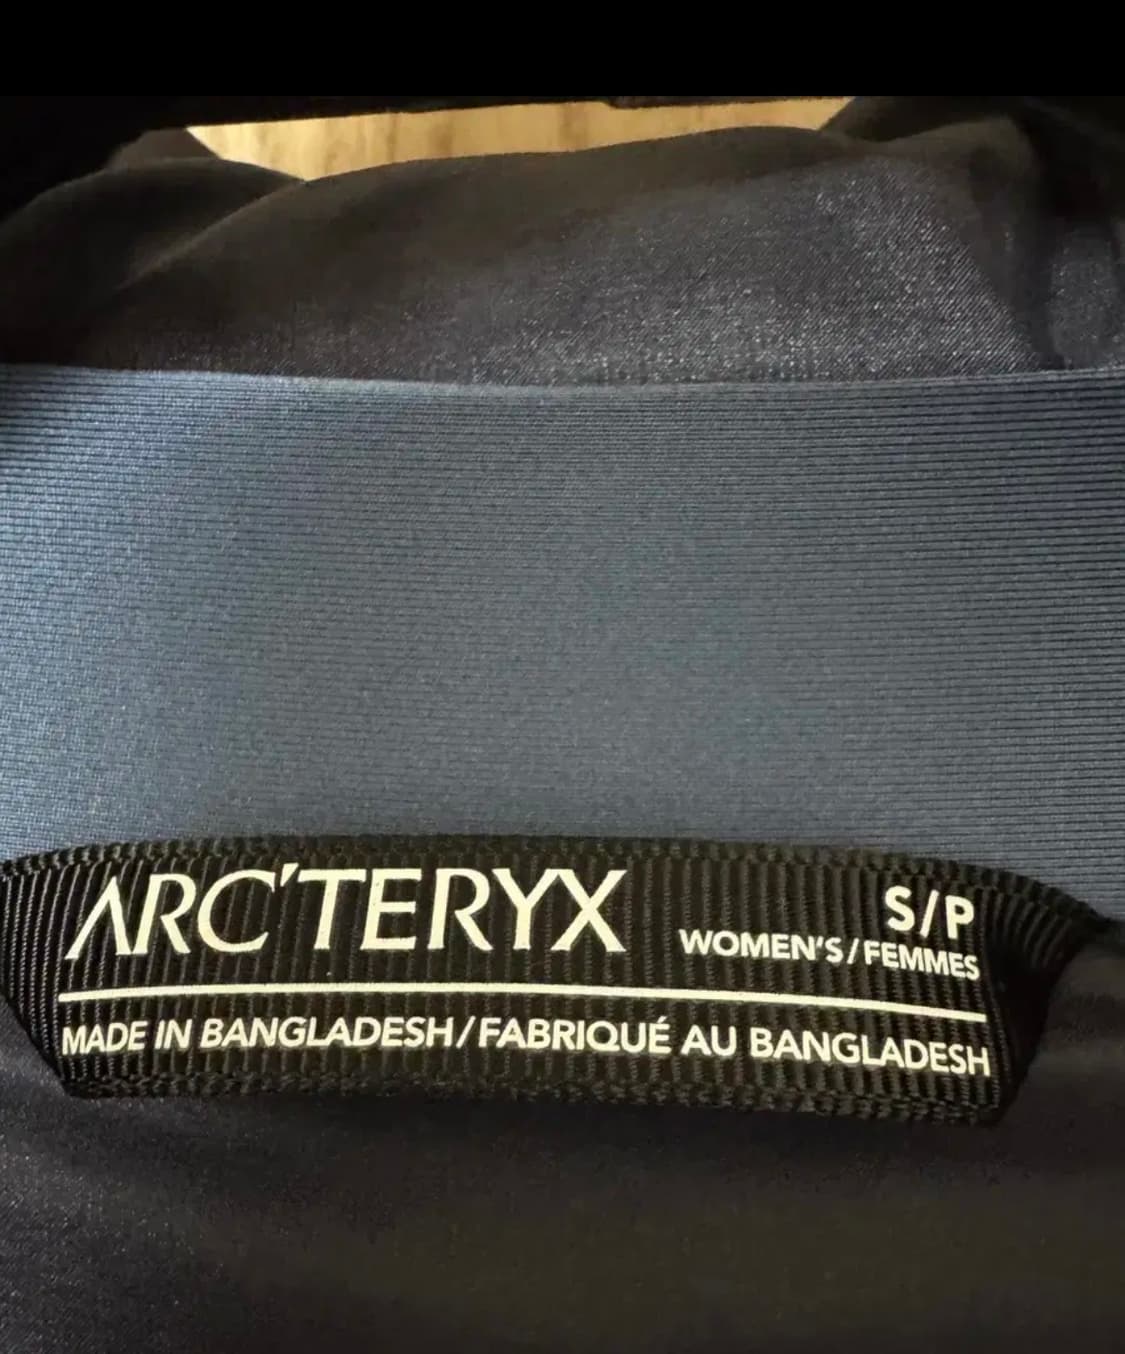 ARC'TERYX
S/P
WOMEN'S/FEMMES
MADE IN BANGLADESH/FABRIQUÉ AU BANGLADESH